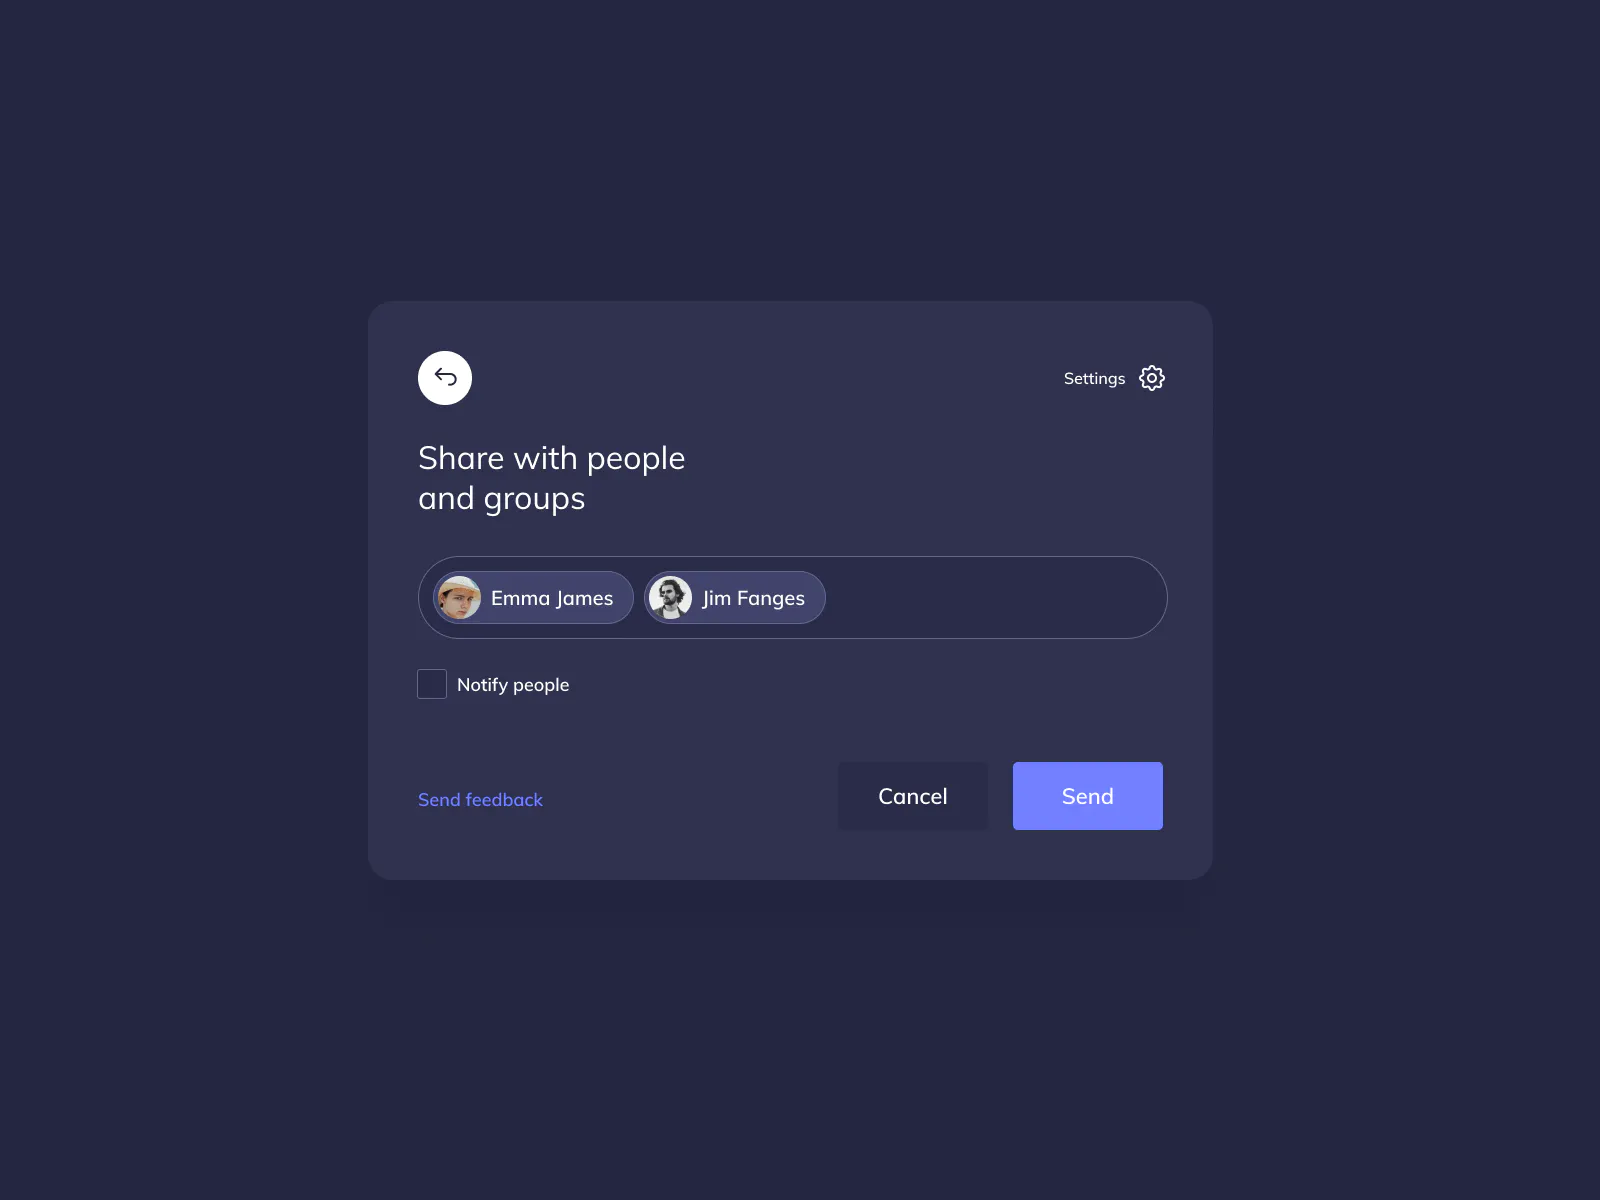 Settings
Share with people
and groups
Emma James
Jim Fanges
Notify people
Send feedback
Cancel
Send